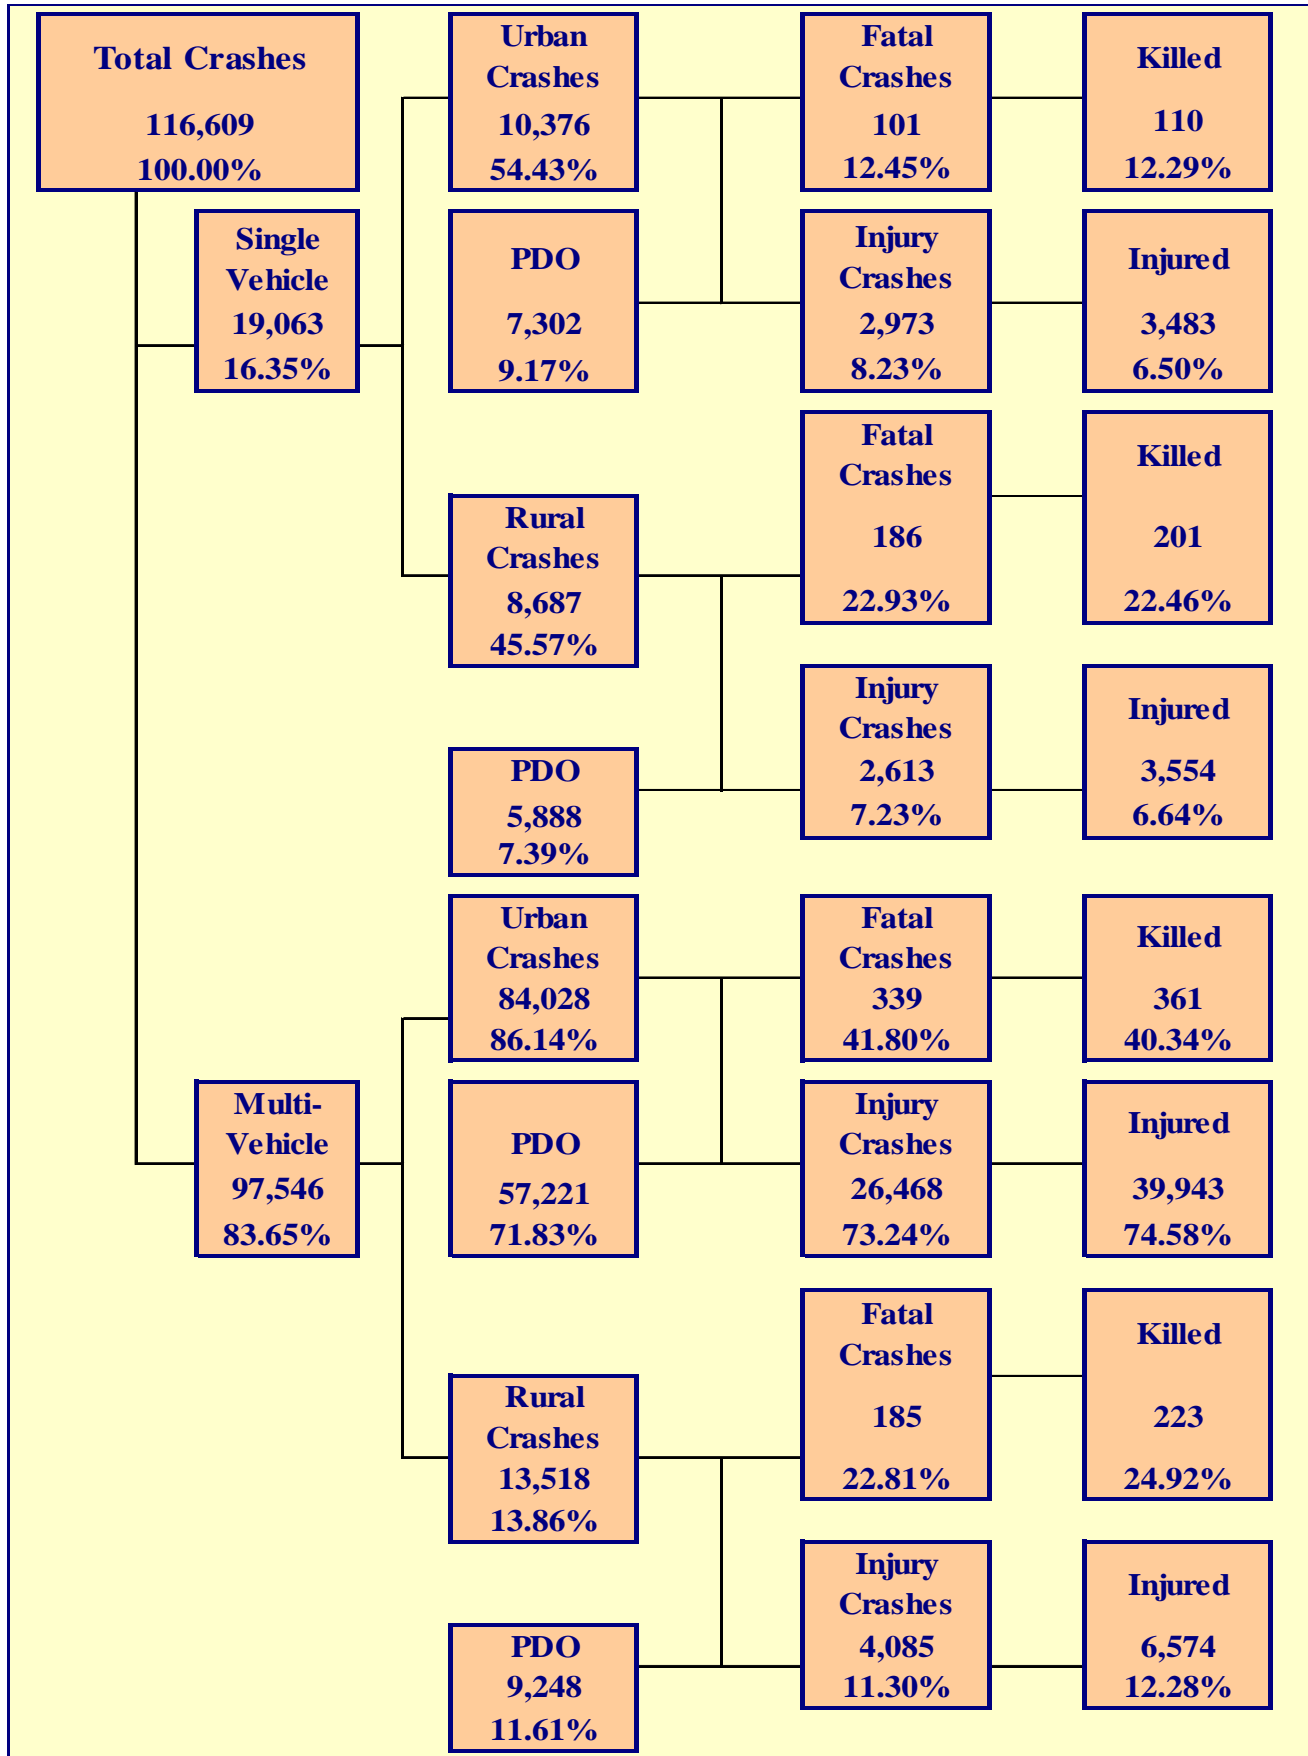 Total Crashes
116,609
100.00%
Single
Vehicle
19,063
16.35%
Urban
Crashes
10,376
54.43%
Fatal
Crashes
101
12.45%
Killed
110
12.29%
PDO
7,302
9.17%
Injury
Crashes
2,973
8.23%
Injured
3,483
6.50%
Rural
Crashes
8,687
45.57%
Fatal
Crashes
186
22.93%
Killed
201
22.46%
PDO
5,888
7.39%
Injury
Crashes
2,613
7.23%
Injured
3,554
6.64%
Multi-
Vehicle
97,546
83.65%
Urban
Crashes
84,028
86.14%
Fatal
Crashes
339
41.80%
Killed
361
40.34%
PDO
57,221
71.83%
Injury
Crashes
26,468
73.24%
Injured
39,943
74.58%
Rural
Crashes
13,518
13.86%
Fatal
Crashes
185
22.81%
Killed
223
24.92%
PDO
9,248
11.61%
Injury
Crashes
4,085
11.30%
Injured
6,574
12.28%